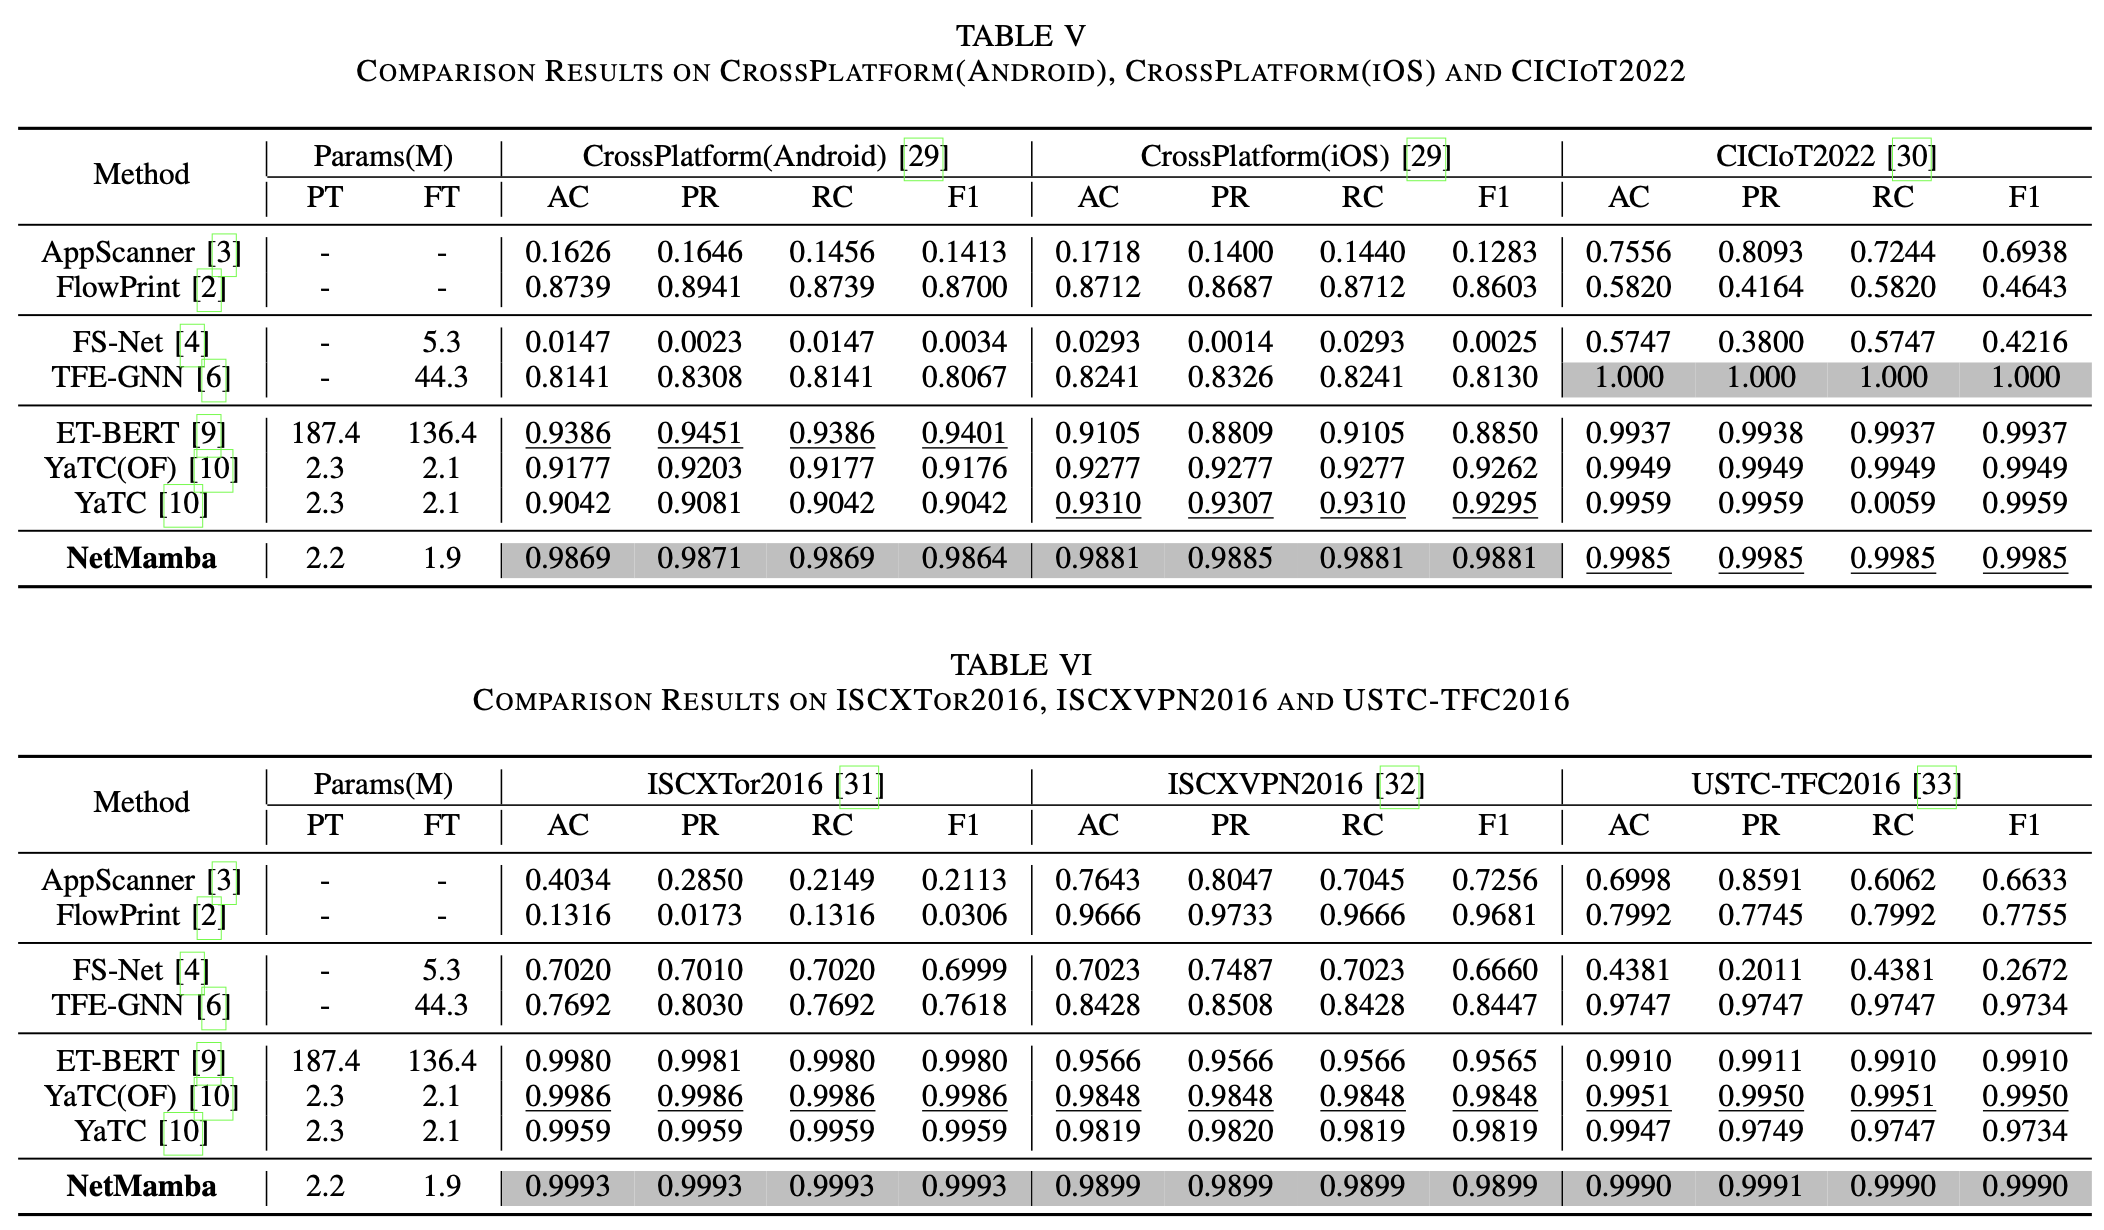 TABLE V
COMPARISON RESULTS ON CROSSPLATFORM(ANDROID), CROSSPLATFORM(IOS) AND CICIOT2022
Method Params(M) CrossPlatform(Android) [29] CrossPlatform(iOS) [29] CICIoT2022 [30]
PT FT AC PR RC F1 AC PR RC F1 AC PR RC F1
AppScanner [3] - - 0.1626 0.1646 0.1456 0.1413 0.1718 0.1400 0.1440 0.1283 0.7556 0.8093 0.7244 0.6938
FlowPrint [2] - - 0.8739 0.8941 0.8739 0.8700 0.8712 0.8687 0.8712 0.8603 0.5820 0.4164 0.5820 0.4643
FS-Net [4] - 5.3 0.0147 0.0023 0.0147 0.0034 0.0293 0.0014 0.0293 0.0025 0.5747 0.3800 0.5747 0.4216
TFE-GNN [6] - 44.3 0.8141 0.8308 0.8141 0.8067 0.8241 0.8326 0.8241 0.8130 1.000 1.000 1.000 1.000
ET-BERT [9] 187.4 136.4 0.9386 0.9451 0.9386 0.9401 0.9105 0.8809 0.9105 0.8850 0.9937 0.9938 0.9937 0.9937
YaTC(OF) [10] 2.3 2.1 0.9177 0.9203 0.9177 0.9176 0.9277 0.9277 0.9277 0.9262 0.9949 0.9949 0.9949 0.9949
YaTC [10] 2.3 2.1 0.9042 0.9081 0.9042 0.9042 0.9310 0.9307 0.9310 0.9295 0.9959 0.9959 0.0059 0.9959
NetMamba 2.2 1.9 0.9869 0.9871 0.9869 0.9864 0.9881 0.9885 0.9881 0.9881 0.9985 0.9985 0.9985 0.9985
TABLE VI
COMPARISON RESULTS ON ISCXTOR2016, ISCXVPN2016 AND USTC-TFC2016
Method Params(M) ISCXTor2016 [31] ISCXVPN2016 [32] USTC-TFC2016 [33]
PT FT AC PR RC F1 AC PR RC F1 AC PR RC F1
AppScanner [3] - - 0.4034 0.2850 0.2149 0.2113 0.7643 0.8047 0.7045 0.7256 0.6998 0.8591 0.6062 0.6633
FlowPrint [2] - - 0.1316 0.0173 0.1316 0.0306 0.9666 0.9733 0.9666 0.9681 0.7992 0.7745 0.7992 0.7755
FS-Net [4] - 5.3 0.7020 0.7010 0.7020 0.6999 0.7023 0.7487 0.7023 0.6660 0.4381 0.2011 0.4381 0.2672
TFE-GNN [6] - 44.3 0.7692 0.8030 0.7692 0.7618 0.8428 0.8508 0.8428 0.8447 0.9747 0.9747 0.9747 0.9734
ET-BERT [9] 187.4 136.4 0.9980 0.9981 0.9980 0.9980 0.9566 0.9566 0.9566 0.9565 0.9910 0.9911 0.9910 0.9910
YaTC(OF) [10] 2.3 2.1 0.9986 0.9986 0.9986 0.9986 0.9848 0.9848 0.9848 0.9848 0.9951 0.9950 0.9951 0.9950
YaTC [10] 2.3 2.1 0.9959 0.9959 0.9959 0.9959 0.9819 0.9820 0.9819 0.9819 0.9947 0.9749 0.9747 0.9734
NetMamba 2.2 1.9 0.9993 0.9993 0.9993 0.9993 0.9899 0.9899 0.9899 0.9899 0.9990 0.9991 0.9990 0.9990